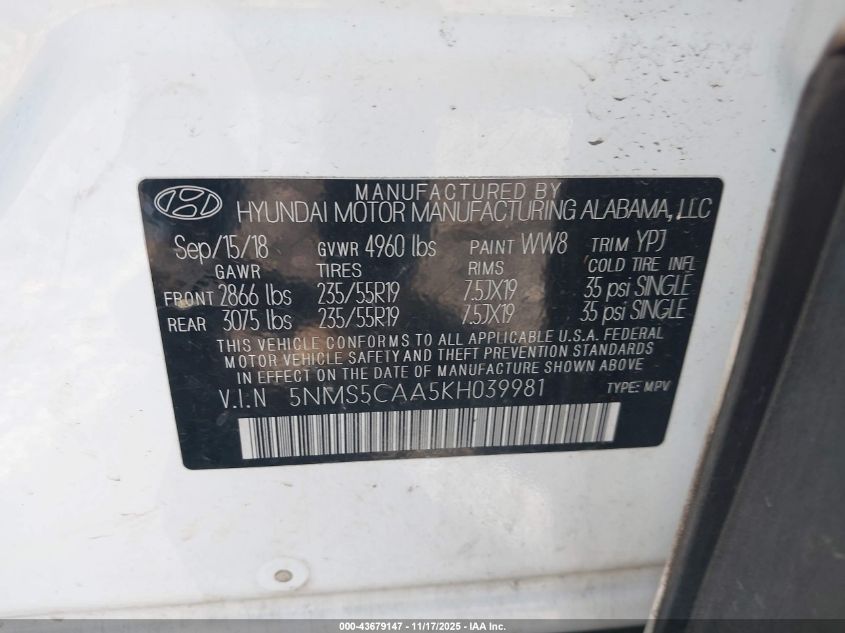 MANUFACTURED BY
HYUNDAI MOTOR MANUFACTURING ALABAMA, LLC
Sep/15/18 GVWR 4960 lbs PAINT WW8 TRIM YPJ
GAWR TIRES RIMS COLD TIRE INFL
FRONT 2866 lbs 235/55R19 7.5JX19 35 psi SINGLE
REAR 3075 lbs 235/55R19 7.5JX19 35 psi SINGLE
THIS VEHICLE CONFORMS TO ALL APPLICABLE U.S.A. FEDERAL
MOTOR VEHICLE SAFETY AND THEFT PREVENTION STANDARDS
IN EFFECT ON THE DATE OF MANUFACTURE SHOWN ABOVE
V.I.N 5NMS5CAA5KH039981 TYPE: MPV
000-43679147 - 11/17/2025 - IAA Inc.